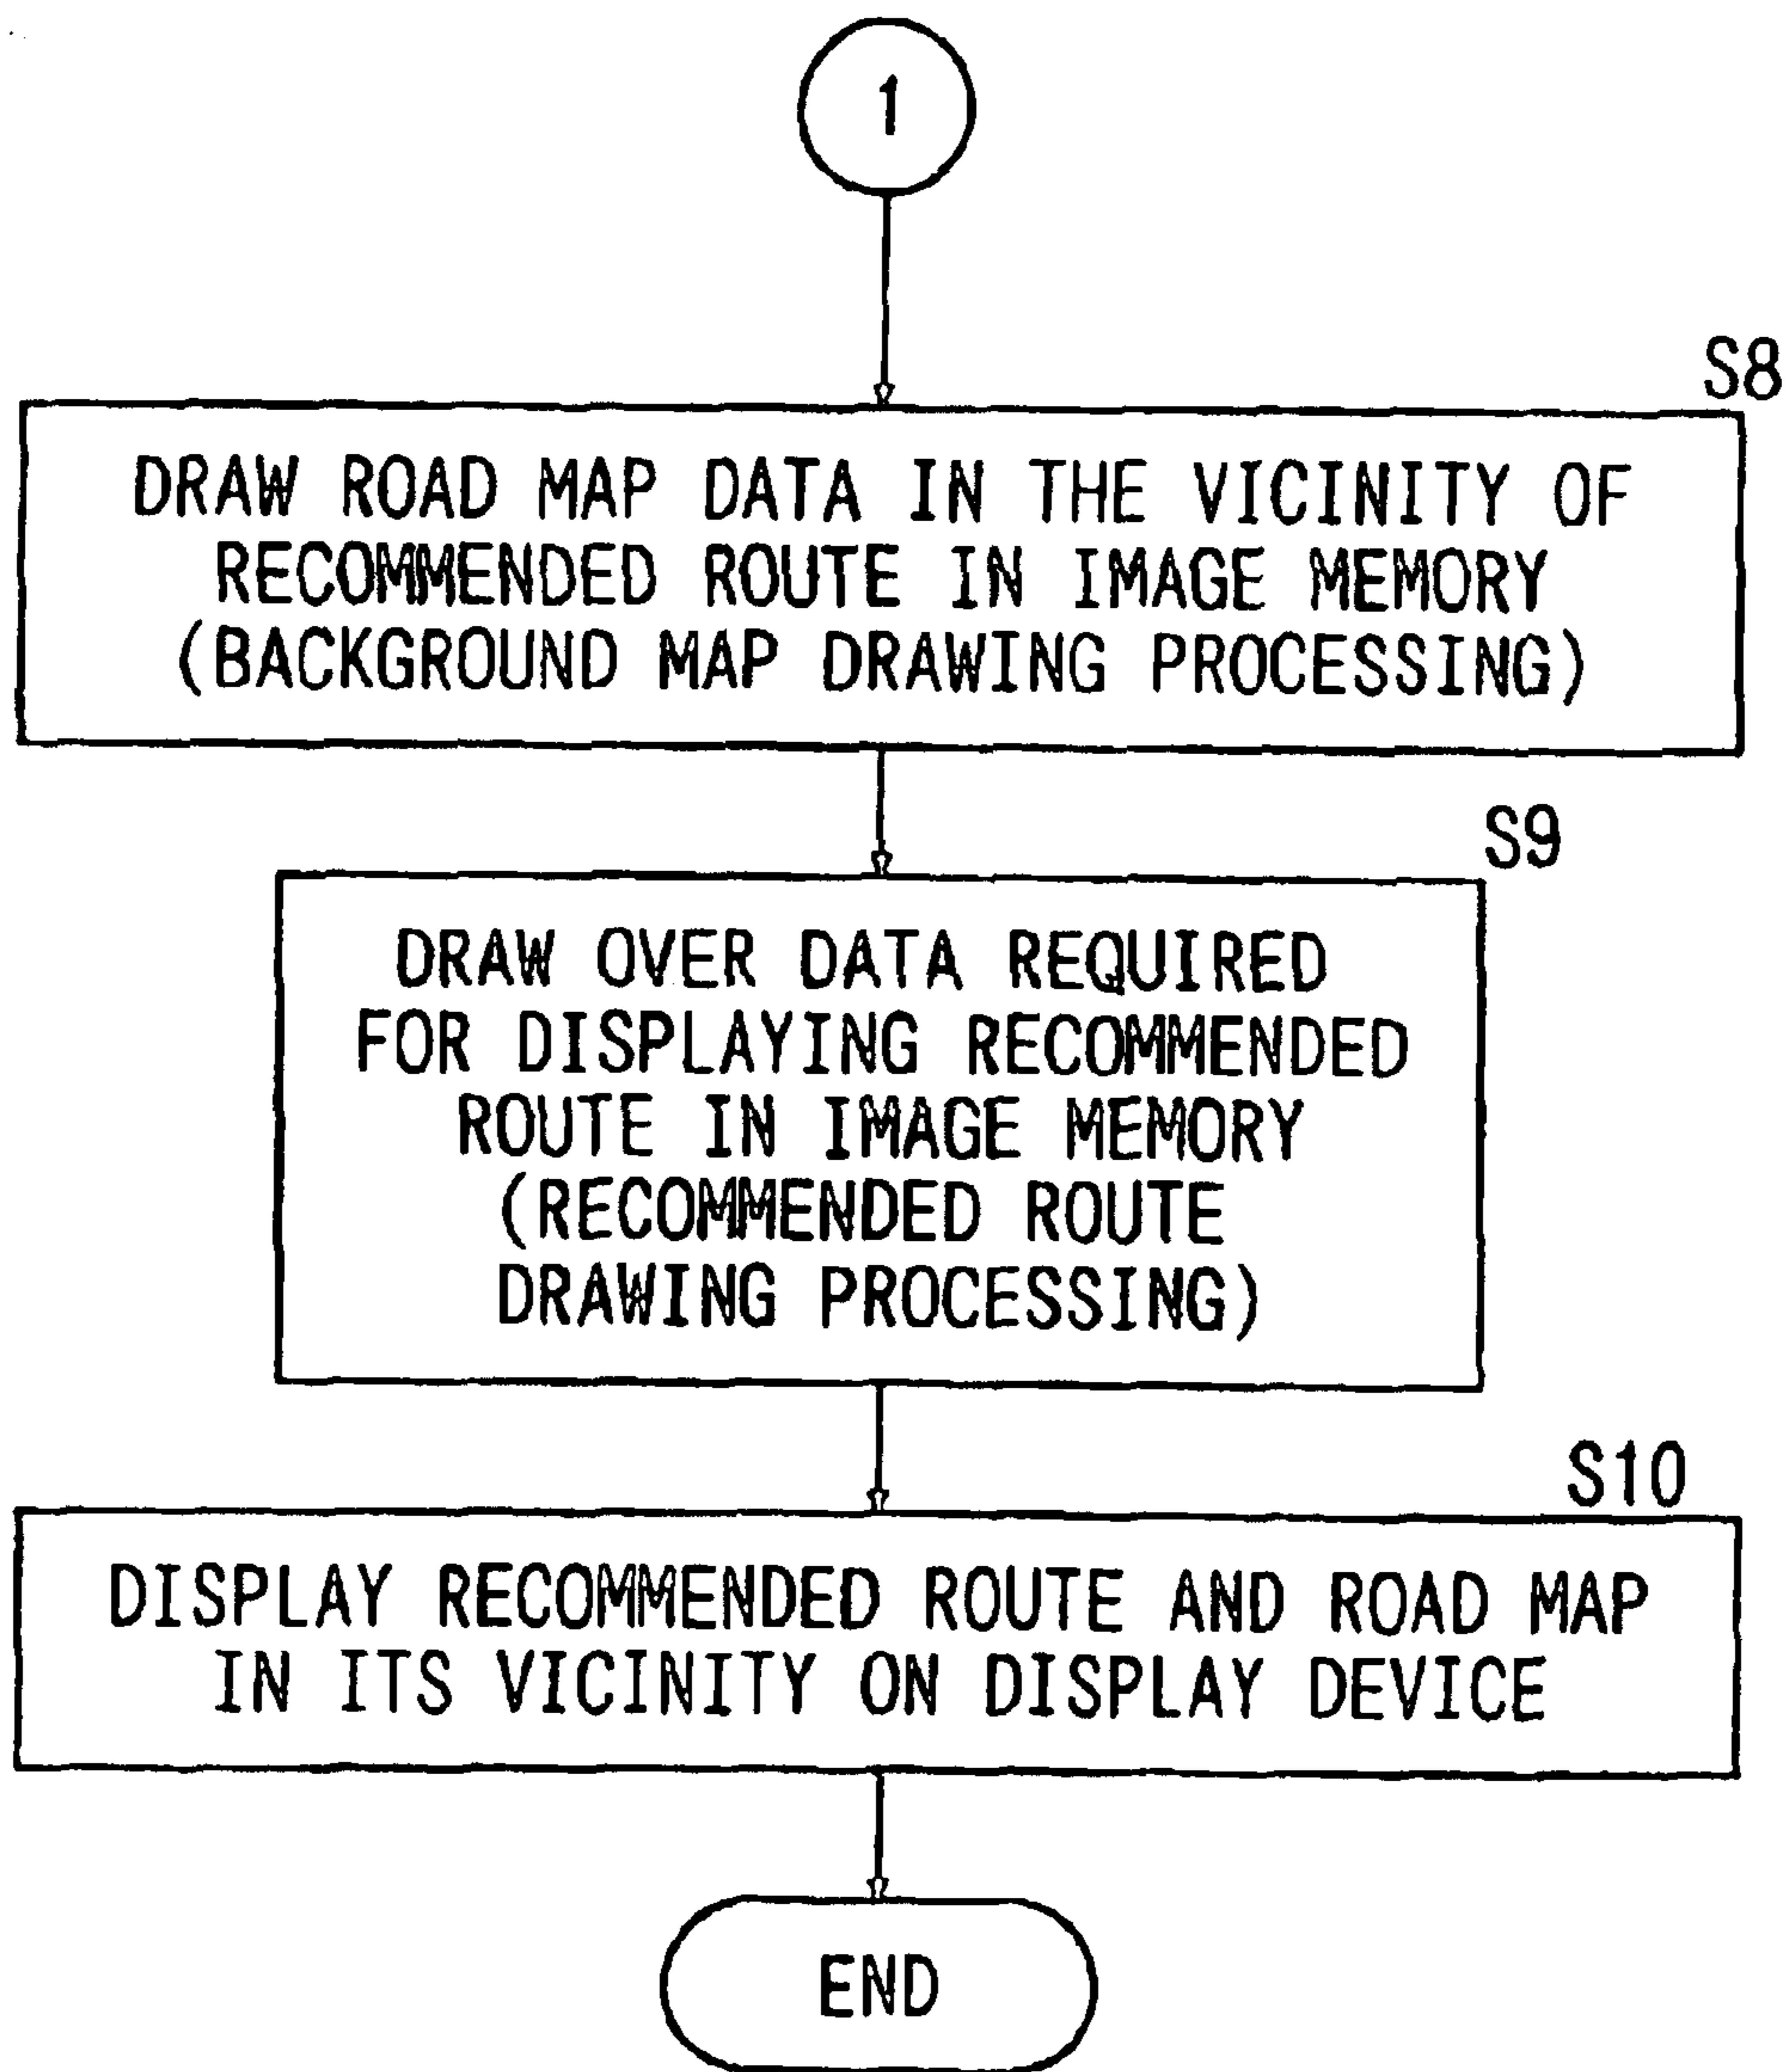 1
S8
DRAW ROAD MAP DATA IN THE VICINITY OF
RECOMMENDED ROUTE IN IMAGE MEMORY
(BACKGROUND MAP DRAWING PROCESSING)
S9
DRAW OVER DATA REQUIRED
FOR DISPLAYING RECOMMENDED
ROUTE IN IMAGE MEMORY
(RECOMMENDED ROUTE
DRAWING PROCESSING)
S10
DISPLAY RECOMMENDED ROUTE AND ROAD MAP
IN ITS VICINITY ON DISPLAY DEVICE
END